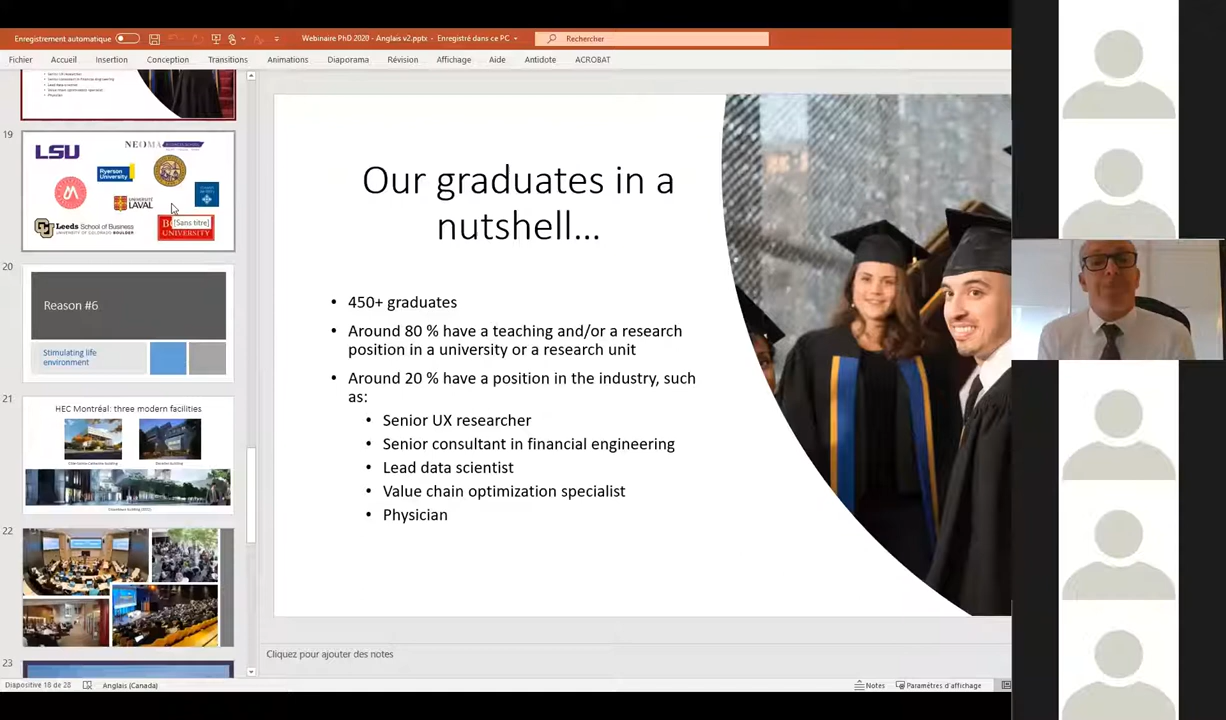 Enregistrement automatique
Webinaire PhD 2020 - Anglais v2.pptx - Enregistré dans ce PC
Rechercher
Fichier
Accueil
Insertion
Conception
Transitions
Animations
Diaporama
Révision
Affichage
Aide
Antidote
ACROBAT
Physician
19
LSU
NEOMA
Ryerson
University
UNIVERSITÉ
LAVAL
Leeds School of Business
UNIVERSITY OF COLORADO BOULDER
[Sans titre]
UNIVERSITY
20
Reason #6
Stimulating life
environment
21
HEC Montréal: three modern facilities
22
23
Our graduates in a
nutshell...
• 450+ graduates
• Around 80 % have a teaching and/or a research
position in a university or a research unit
• Around 20 % have a position in the industry, such
as:
• Senior UX researcher
• Senior consultant in financial engineering
• Lead data scientist
• Value chain optimization specialist
• Physician
Cliquez pour ajouter des notes
Diapositive 18 de 28
Anglais (Canada)
Notes
Paramètres d'affichage